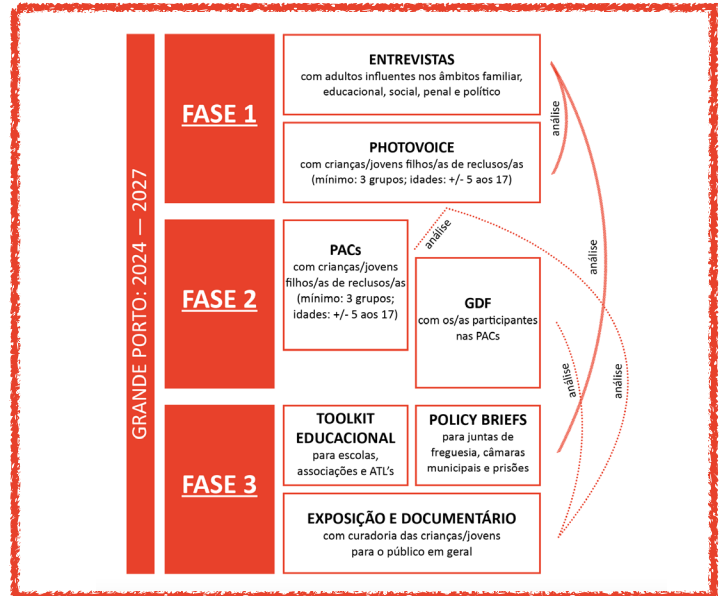 GRANDE PORTO: 2024 — 2027
FASE 1
ENTREVISTAS
com adultos influentes nos âmbitos familiar,
educacional, social, penal e político
PHOTOVOICE
com crianças/jovens filhos/as de reclusos/as
(mínimo: 3 grupos; idades: +/- 5 aos 17)
análise
análise
FASE 2
PACs
com crianças/jovens
filhos/as de reclusos/as
(mínimo: 3 grupos;
idades: +/- 5 aos 17)
análise
GDF
com os/as participantes
nas PACs
análise
análise
FASE 3
TOOLKIT
EDUCACIONAL
para escolas,
associações e ATL’s
POLICY BRIEFS
para juntas de
freguesia, câmaras
municipais e prisões
EXPOSIÇÃO E DOCUMENTÁRIO
com curadoria das crianças/jovens
para o público em geral